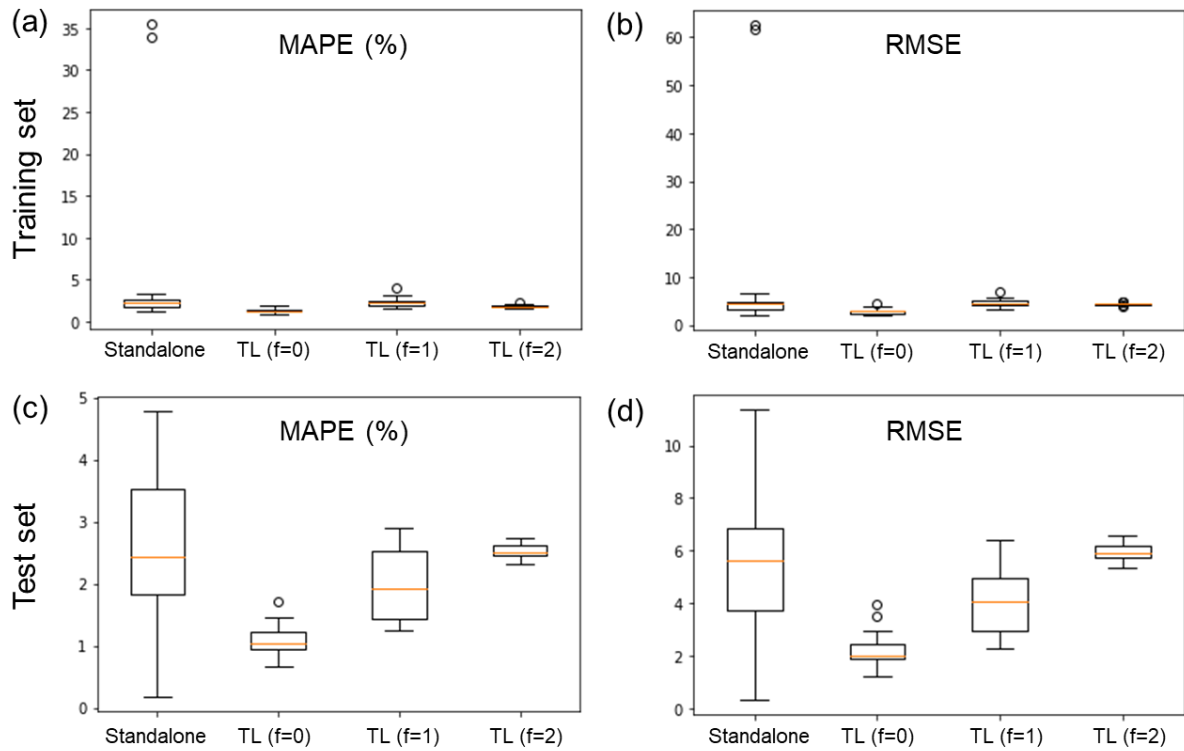 (a)
MAPE (%)
35
30
25
20
15
10
5
0
Training set
Standalone
TL (f=0)
TL (f=1)
TL (f=2)
(b)
RMSE
60
50
40
30
20
10
0
Standalone
TL (f=0)
TL (f=1)
TL (f=2)
(c)
MAPE (%)
5
4
3
2
1
0
Test set
Standalone
TL (f=0)
TL (f=1)
TL (f=2)
(d)
RMSE
10
8
6
4
2
0
Standalone
TL (f=0)
TL (f=1)
TL (f=2)